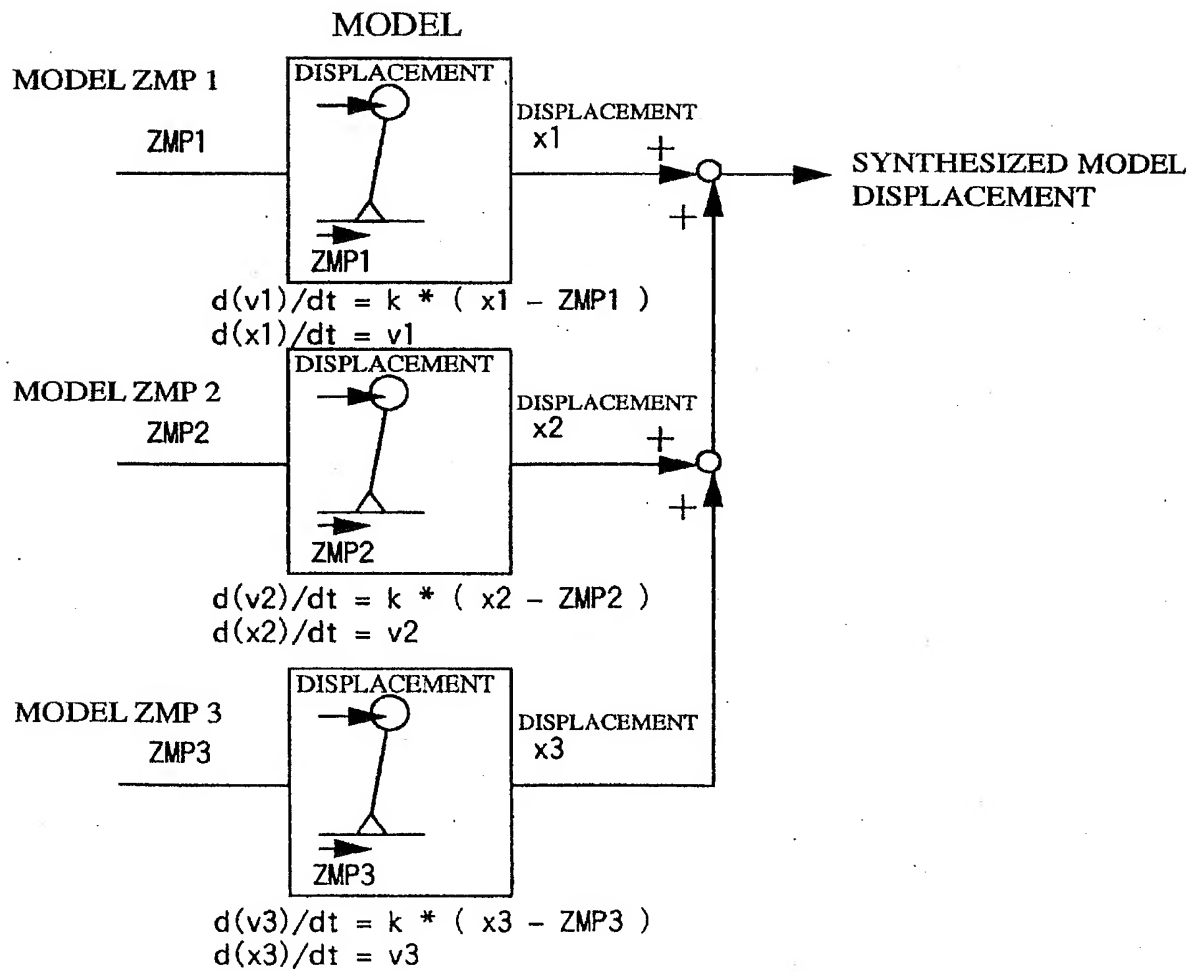 MODEL
MODEL ZMP 1
ZMP1
DISPLACEMENT
ZMP1
DISPLACEMENT
x1
+
+
SYNTHESIZED MODEL
DISPLACEMENT
d(v1)/dt = k * ( x1 - ZMP1 )
d(x1)/dt = v1
MODEL ZMP 2
ZMP2
DISPLACEMENT
ZMP2
DISPLACEMENT
x2
+
+
d(v2)/dt = k * ( x2 - ZMP2 )
d(x2)/dt = v2
MODEL ZMP 3
ZMP3
DISPLACEMENT
ZMP3
DISPLACEMENT
x3
d(v3)/dt = k * ( x3 - ZMP3 )
d(x3)/dt = v3